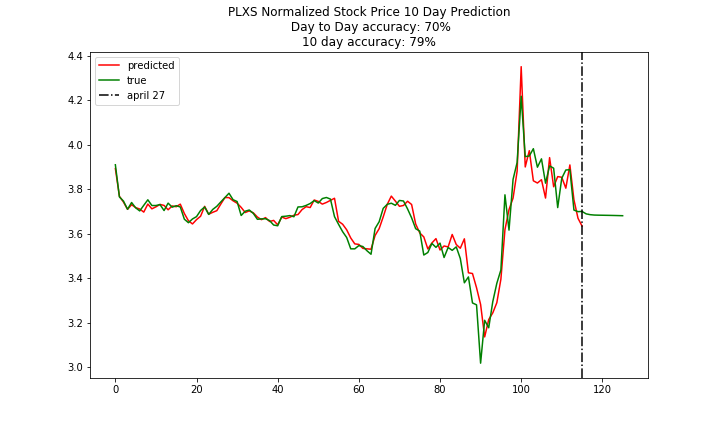 PLXS Normalized Stock Price 10 Day Prediction
Day to Day accuracy: 70%
10 day accuracy: 79%
predicted
true
april 27
4.4
4.2
4.0
3.8
3.6
3.4
3.2
3.0
0 20 40 60 80 100 120